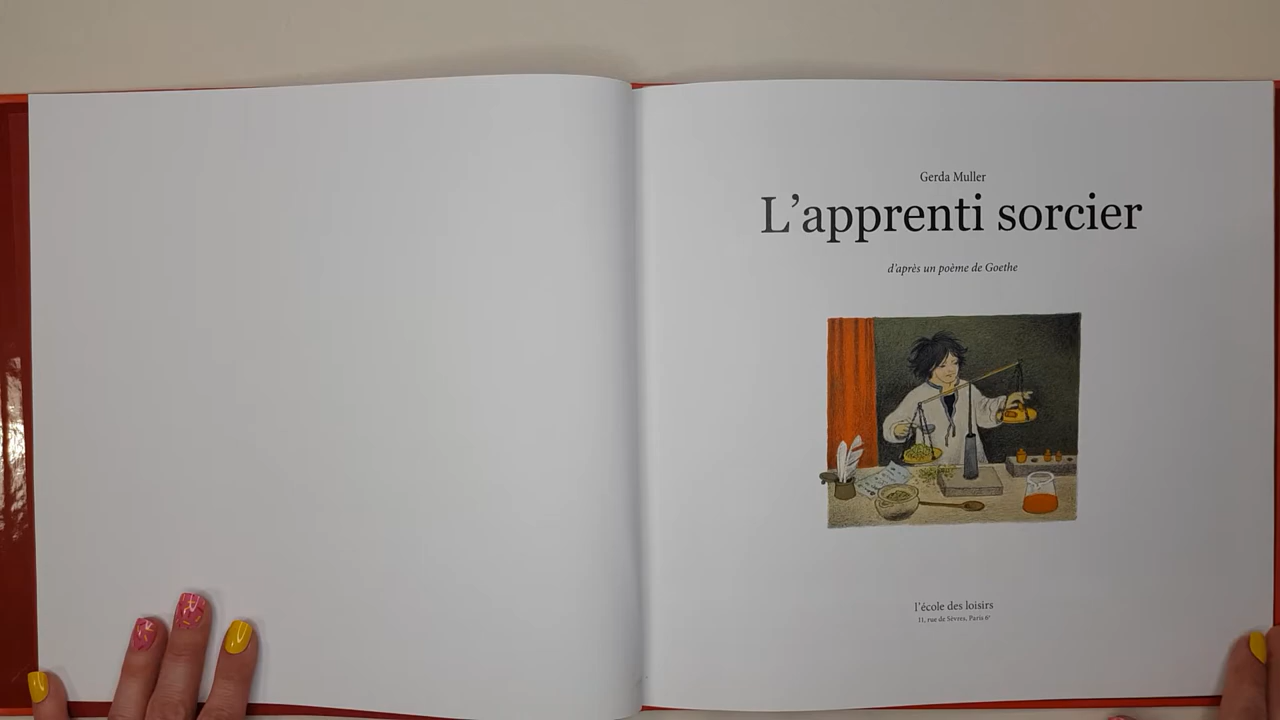 Gerda Muller
L’apprenti sorcier
d’après un poème de Goethe
l’école des loisirs
11, rue de Sèvres, Paris 6e